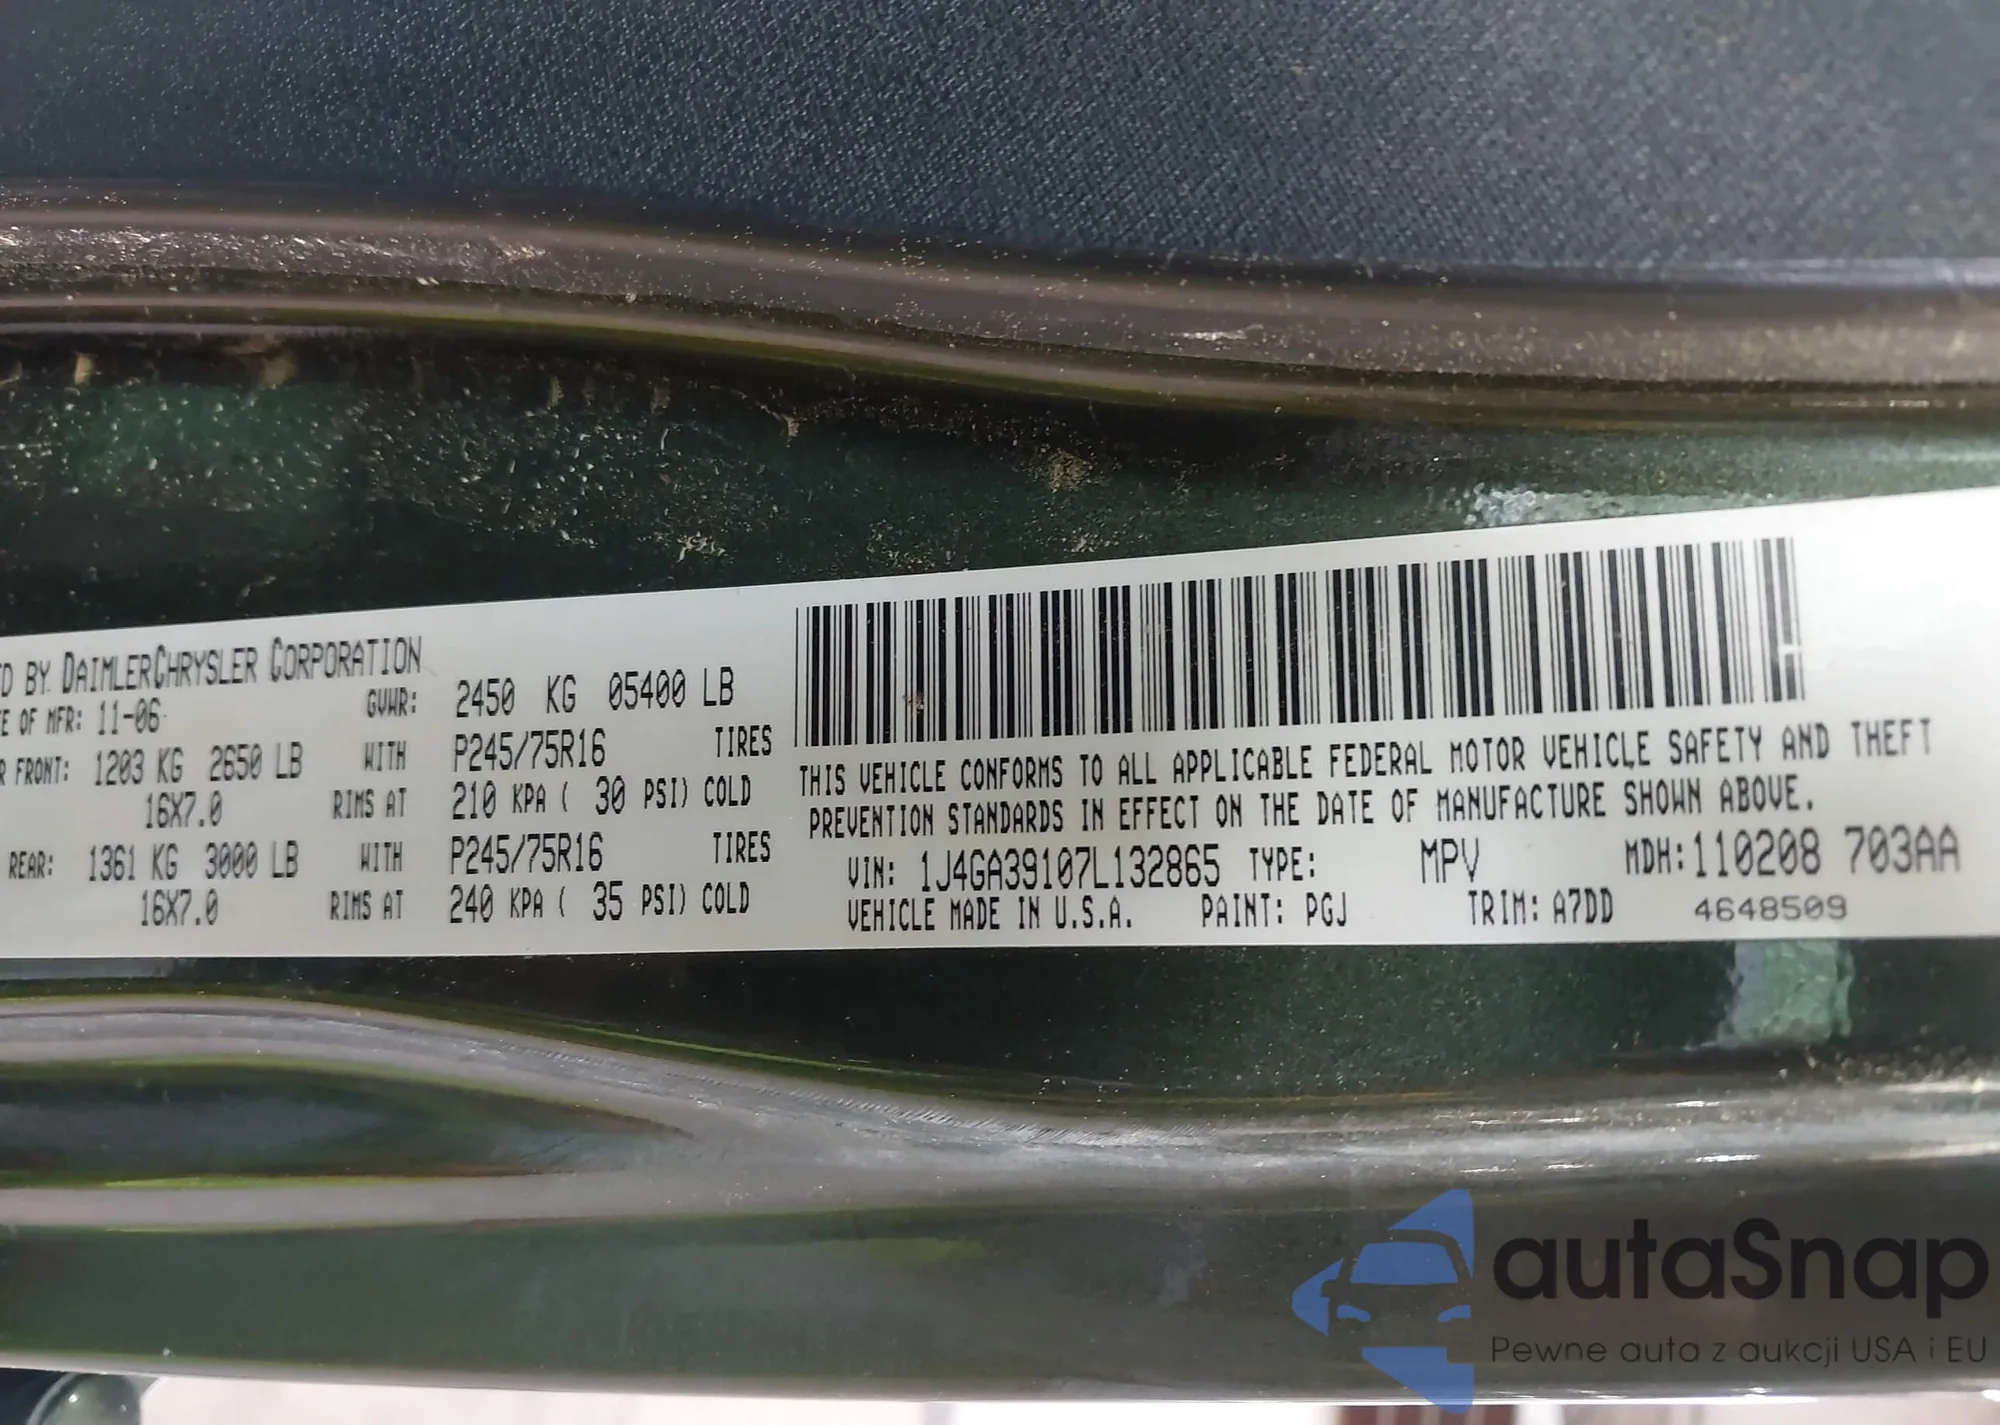 D BY DAIMLERCHRYSLER CORPORATION
E OF MFR: 11-06 GVWR: 2450 KG 05400 LB
R FRONT: 1203 KG 2650 LB WITH P245/75R16 TIRES
16X7.0 RIMS AT 210 KPA ( 30 PSI) COLD
REAR: 1361 KG 3000 LB WITH P245/75R16 TIRES
16X7.0 RIMS AT 240 KPA ( 35 PSI) COLD
THIS VEHICLE CONFORMS TO ALL APPLICABLE FEDERAL MOTOR VEHICLE SAFETY AND THEFT
PREVENTION STANDARDS IN EFFECT ON THE DATE OF MANUFACTURE SHOWN ABOVE.
VIN: 1J4GA39107L132865 TYPE: MPV MDH:110208 703AA
VEHICLE MADE IN U.S.A. PAINT: PGJ TRIM: A7DD 4648509
autaSnap
Pewne auta z aukcji USA i EU